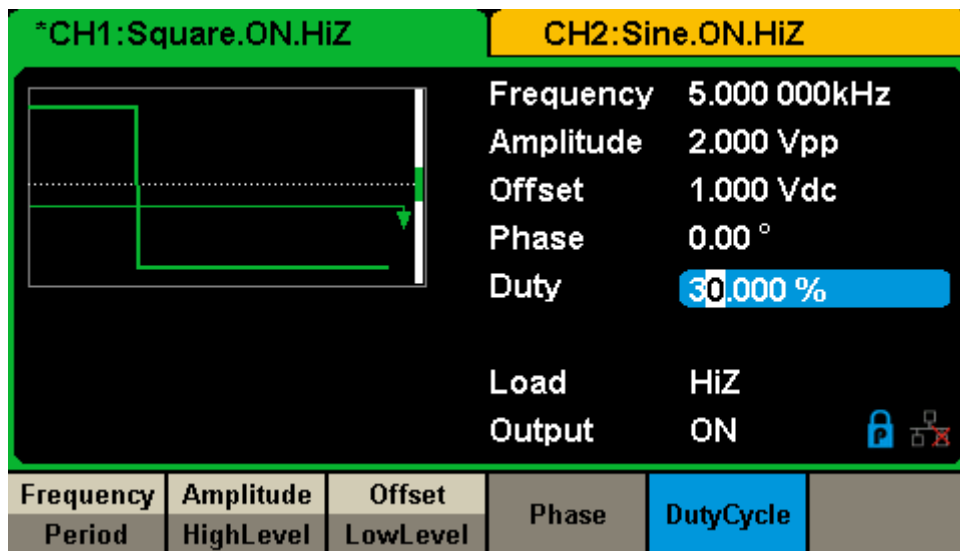 *CH1:Square.ON.HiZ CH2:Sine.ON.HiZ
Frequency 5.000 000kHz
Amplitude 2.000 Vpp
Offset 1.000 Vdc
Phase 0.00 °
Duty 30.000 %
Load HiZ
Output ON
P
Frequency Amplitude Offset Phase DutyCycle
Period HighLevel LowLevel